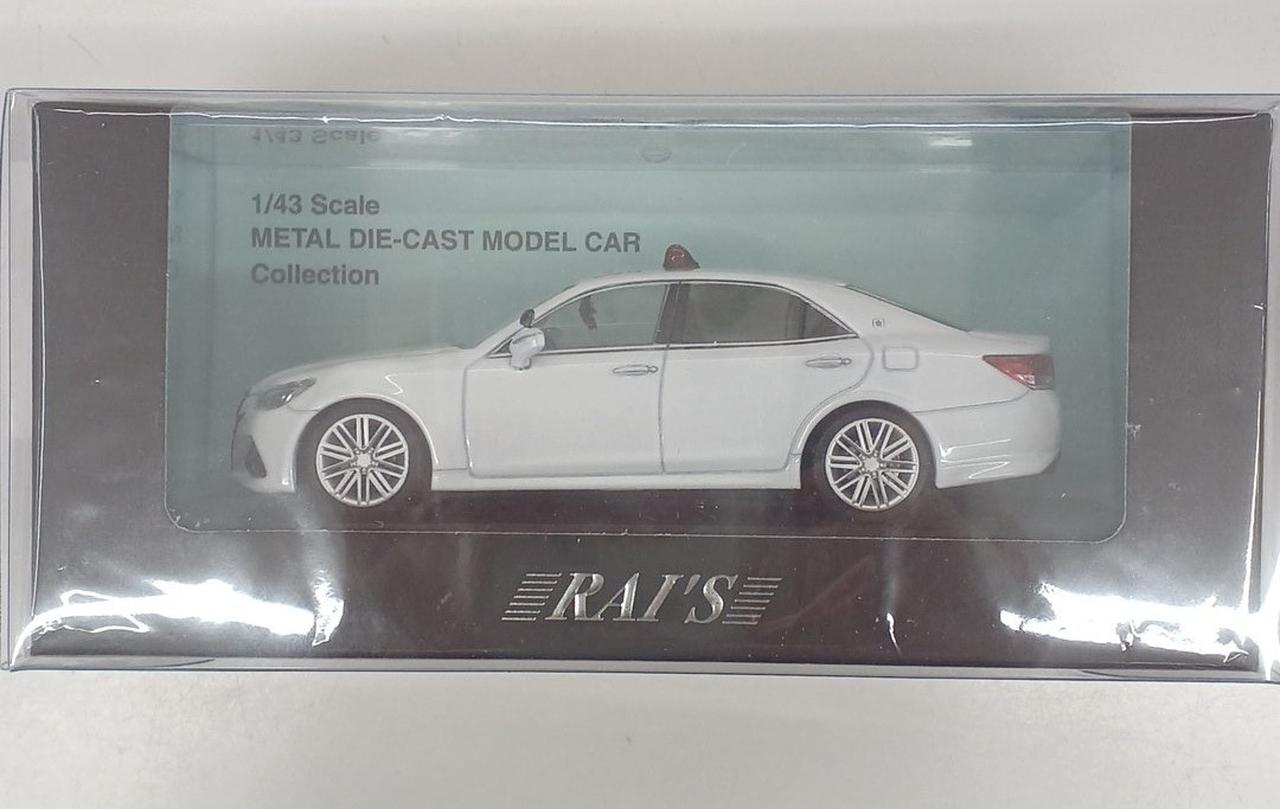 1/43 Scale
1/43 Scale
METAL DIE-CAST MODEL CAR
Collection
RAI'S